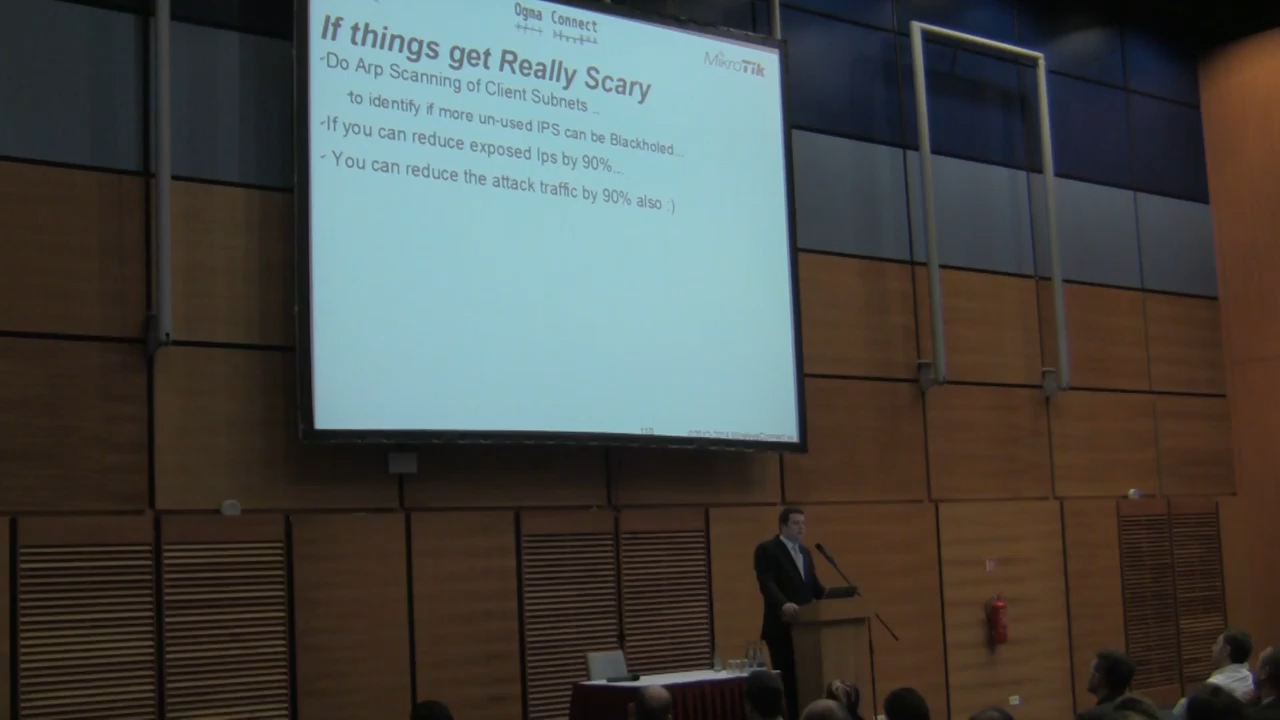 Ogma Connect
MikroTik
If things get Really Scary
-Do Arp Scanning of Client Subnets ..
to identify if more un-used IPS can be Blackholed...
-If you can reduce exposed Ips by 90%...
- You can reduce the attack traffic by 90% also :)